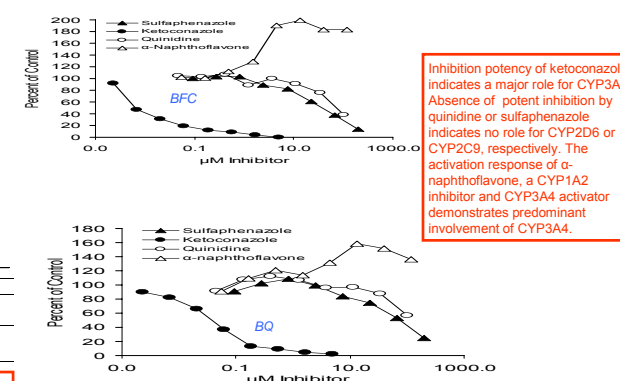 200
180
160
140
120
100
80
60
40
20
0
Percent of Control
Sulfaphenazole
Ketoconazole
Quinidine
α-Naphthoflavone
BFC
0.0 0.1 10.0 1000.0
µM Inhibitor
Inhibition potency of ketoconazol
indicates a major role for CYP3A
Absence of potent inhibition by
quinidine or sulfaphenazole
indicates no role for CYP2D6 or
CYP2C9, respectively. The
activation response of α-
naphthoflavone, a CYP1A2
inhibitor and CYP3A4 activator
demonstrates predominant
involvement of CYP3A4.
180
160
140
120
100
80
60
40
20
0
Percent of Control
Sulfaphenazole
Ketoconazole
Quinidine
α-naphthoflavone
BQ
0.0 0.1 10.0 1000.0
µM Inhibitor